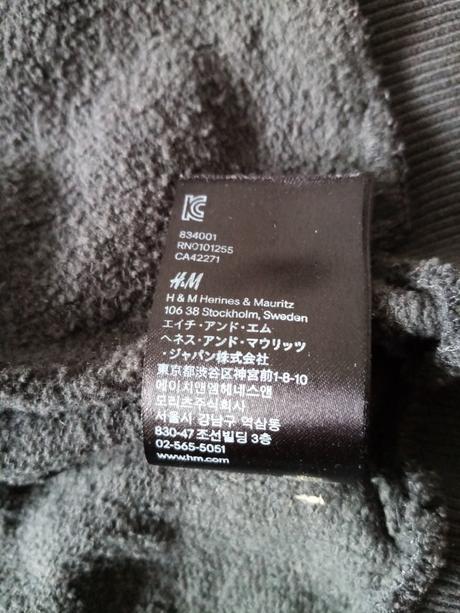 KC
834001
RN0101255
CA42271
H&M
H & M Hennes & Mauritz
106 38 Stockholm, Sweden
エイチ・アンド・エム
ヘネス・アンド・マウリッツ
・ジャパン株式会社
東京都渋谷区神宮前1-8-10
에이치앤엠헤네스앤
모리츠주식회사
서울시 강남구 역삼동
830-47 조선빌딩 3층
02-565-5051
www.hm.com